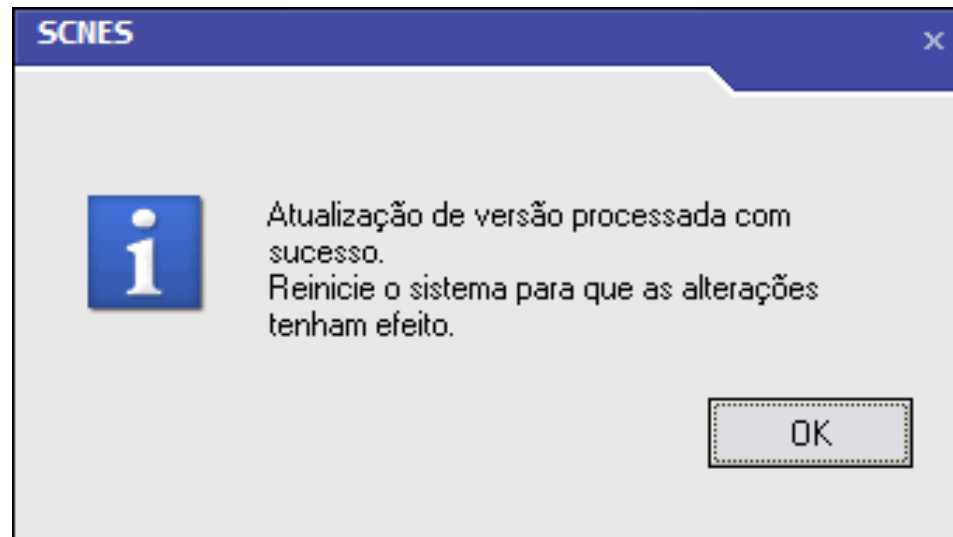 SCNES
x
Atualização de versão processada com
sucesso.
Reinicie o sistema para que as alterações
tenham efeito.
OK